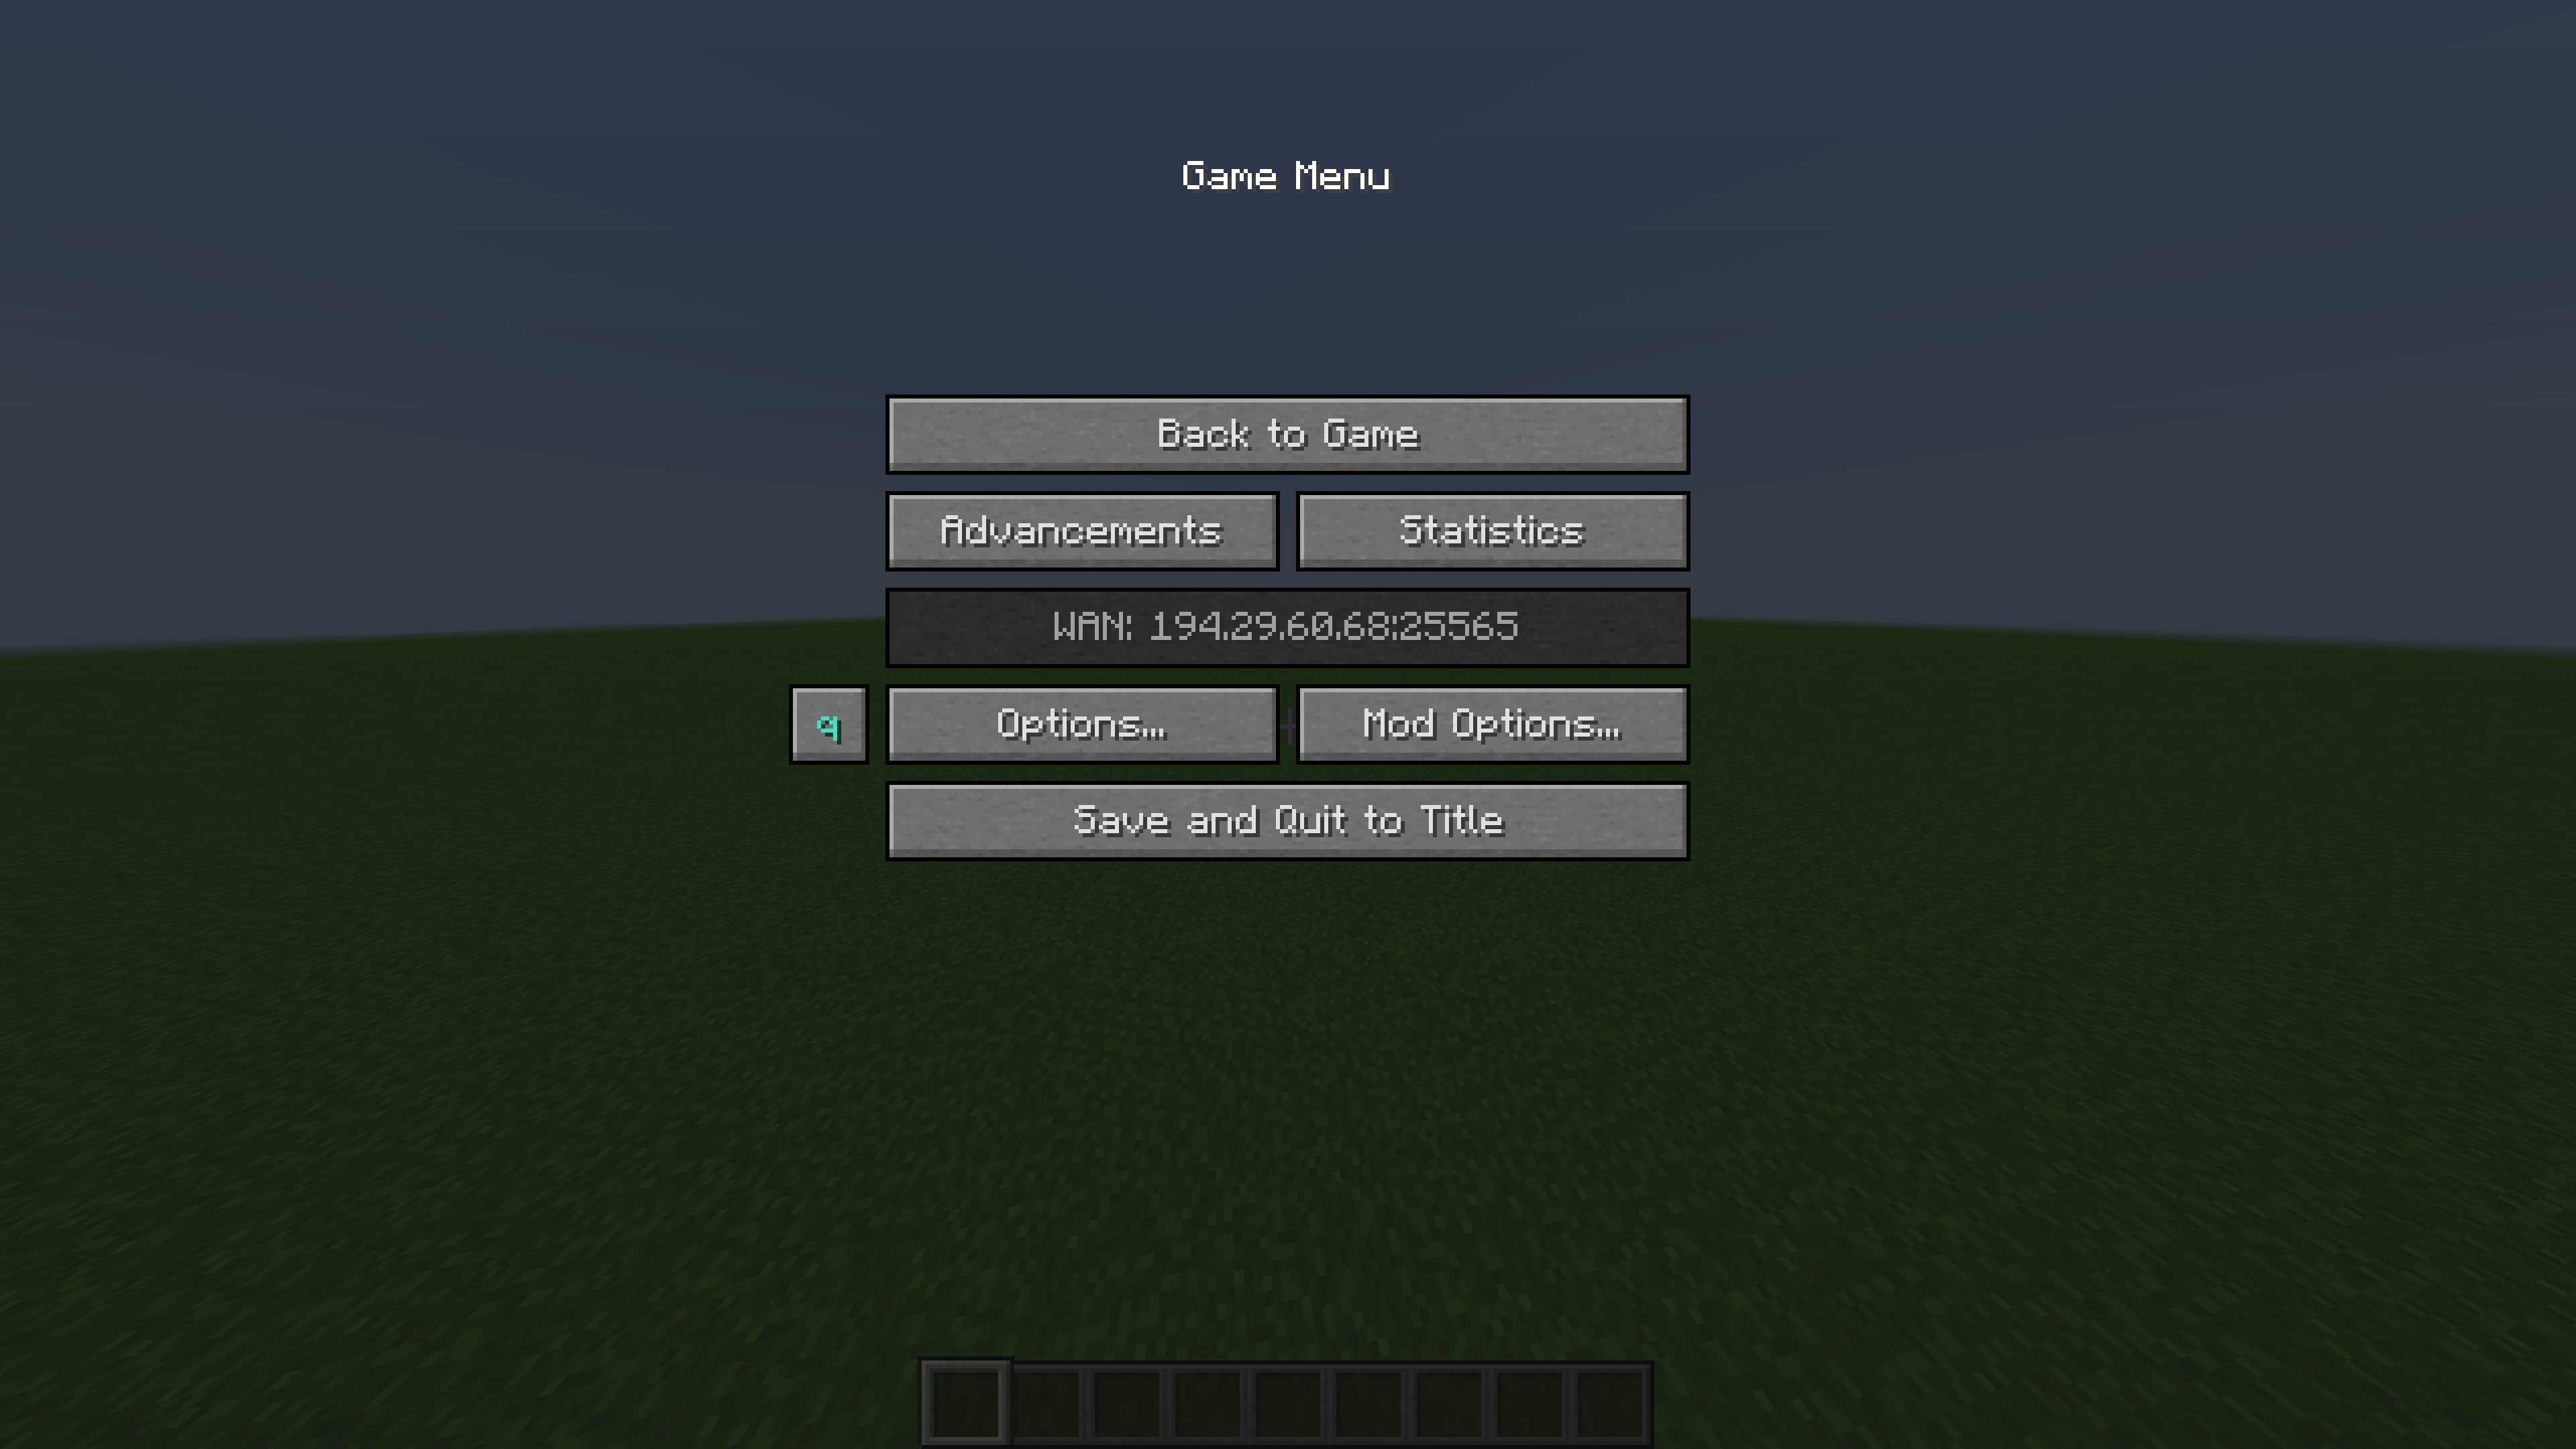 Game Menu
Back to Game
Advancements
Statistics
WAN: 194.29.60.68:25565
q
Options...
Mod Options...
Save and Quit to Title